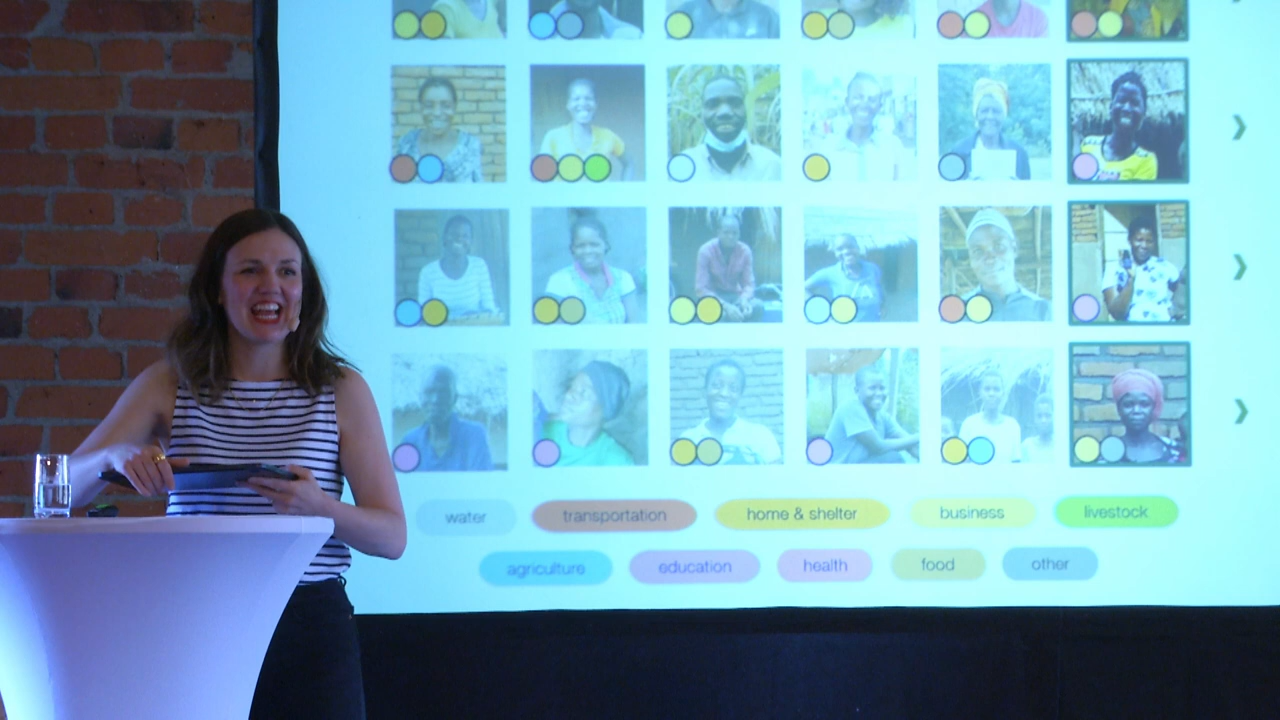 water transportation home & shelter business livestock
agriculture education health food other